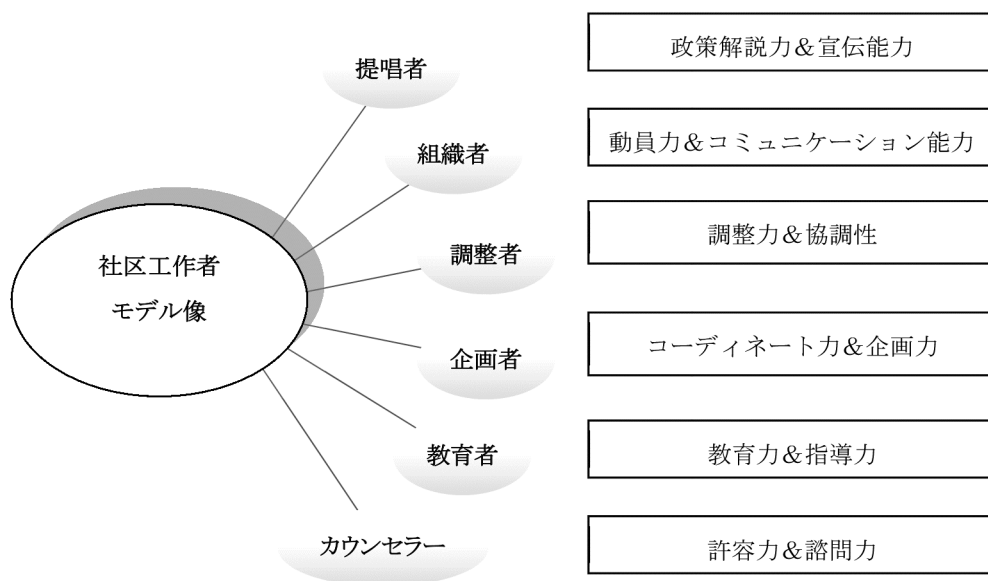 政策解説力＆宣伝能力
提唱者
動員力＆コミュニケーション能力
組織者
調整力＆協調性
調整者
社区工作者
モデル像
コーディネート力＆企画力
企画者
教育者
教育力＆指導力
カウンセラー
許容力＆諮問力